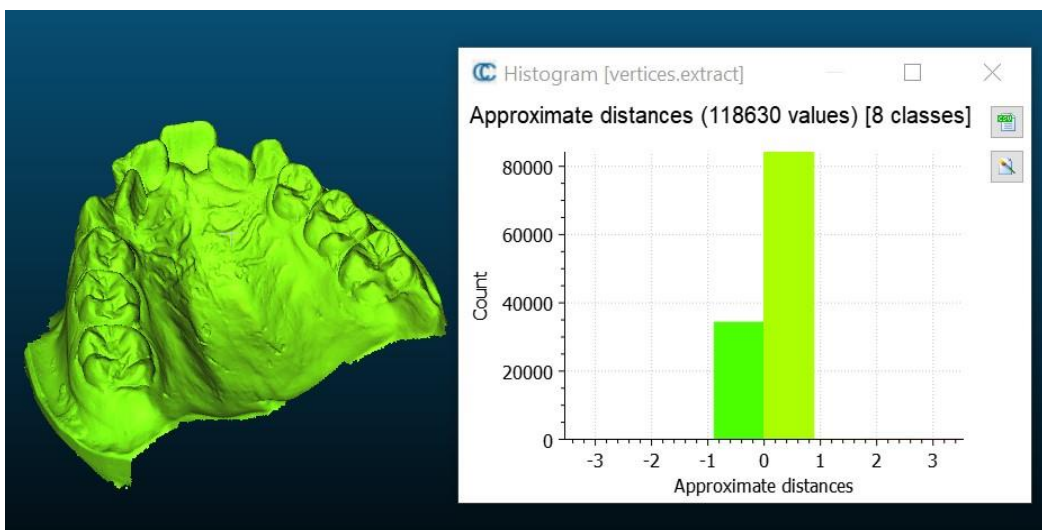 Histogram [vertices.extract]
Approximate distances (118630 values) [8 classes]
80000
60000
40000
20000
0
Count
-3 -2 -1 0 1 2 3
Approximate distances